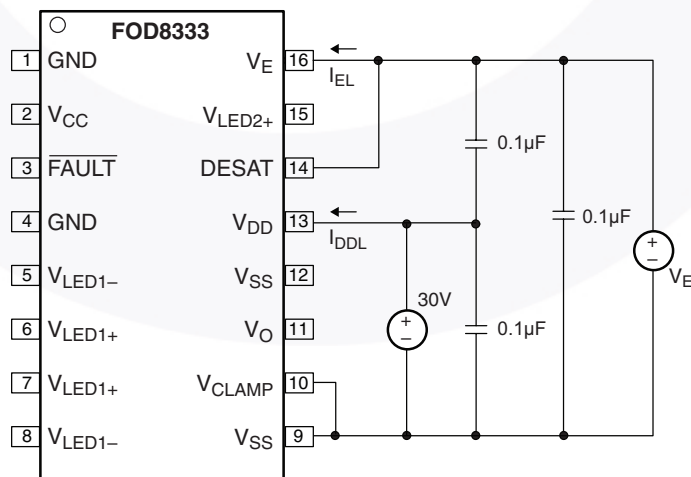 FOD8333
1 GND
2 VCC
3 FAULT
4 GND
5 VLED1–
6 VLED1+
7 VLED1+
8 VLED1–
VE 16
VLED2+ 15
DESAT 14
VDD 13
VSS 12
VO 11
VCLAMP 10
VSS 9
IEL
IDDL
0.1µF
0.1µF
0.1µF
30V
+
–
+
–
VE